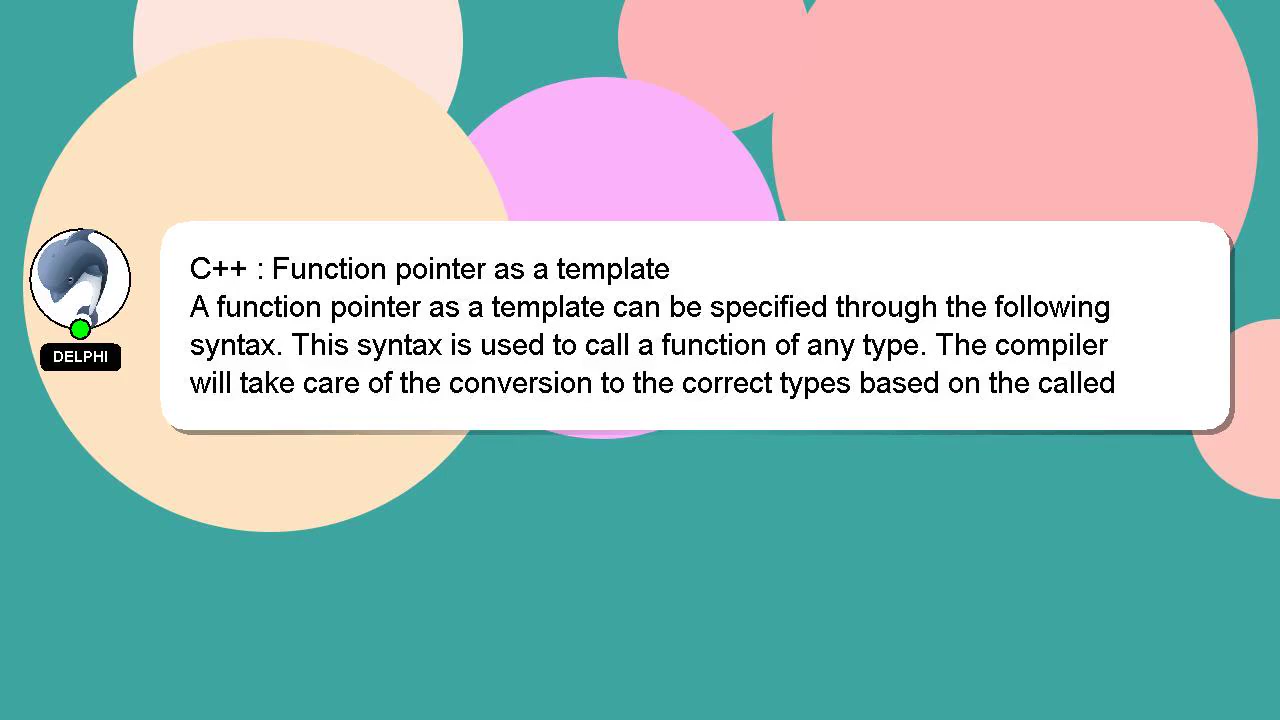 C++ : Function pointer as a template
A function pointer as a template can be specified through the following
syntax. This syntax is used to call a function of any type. The compiler
will take care of the conversion to the correct types based on the called
DELPHI